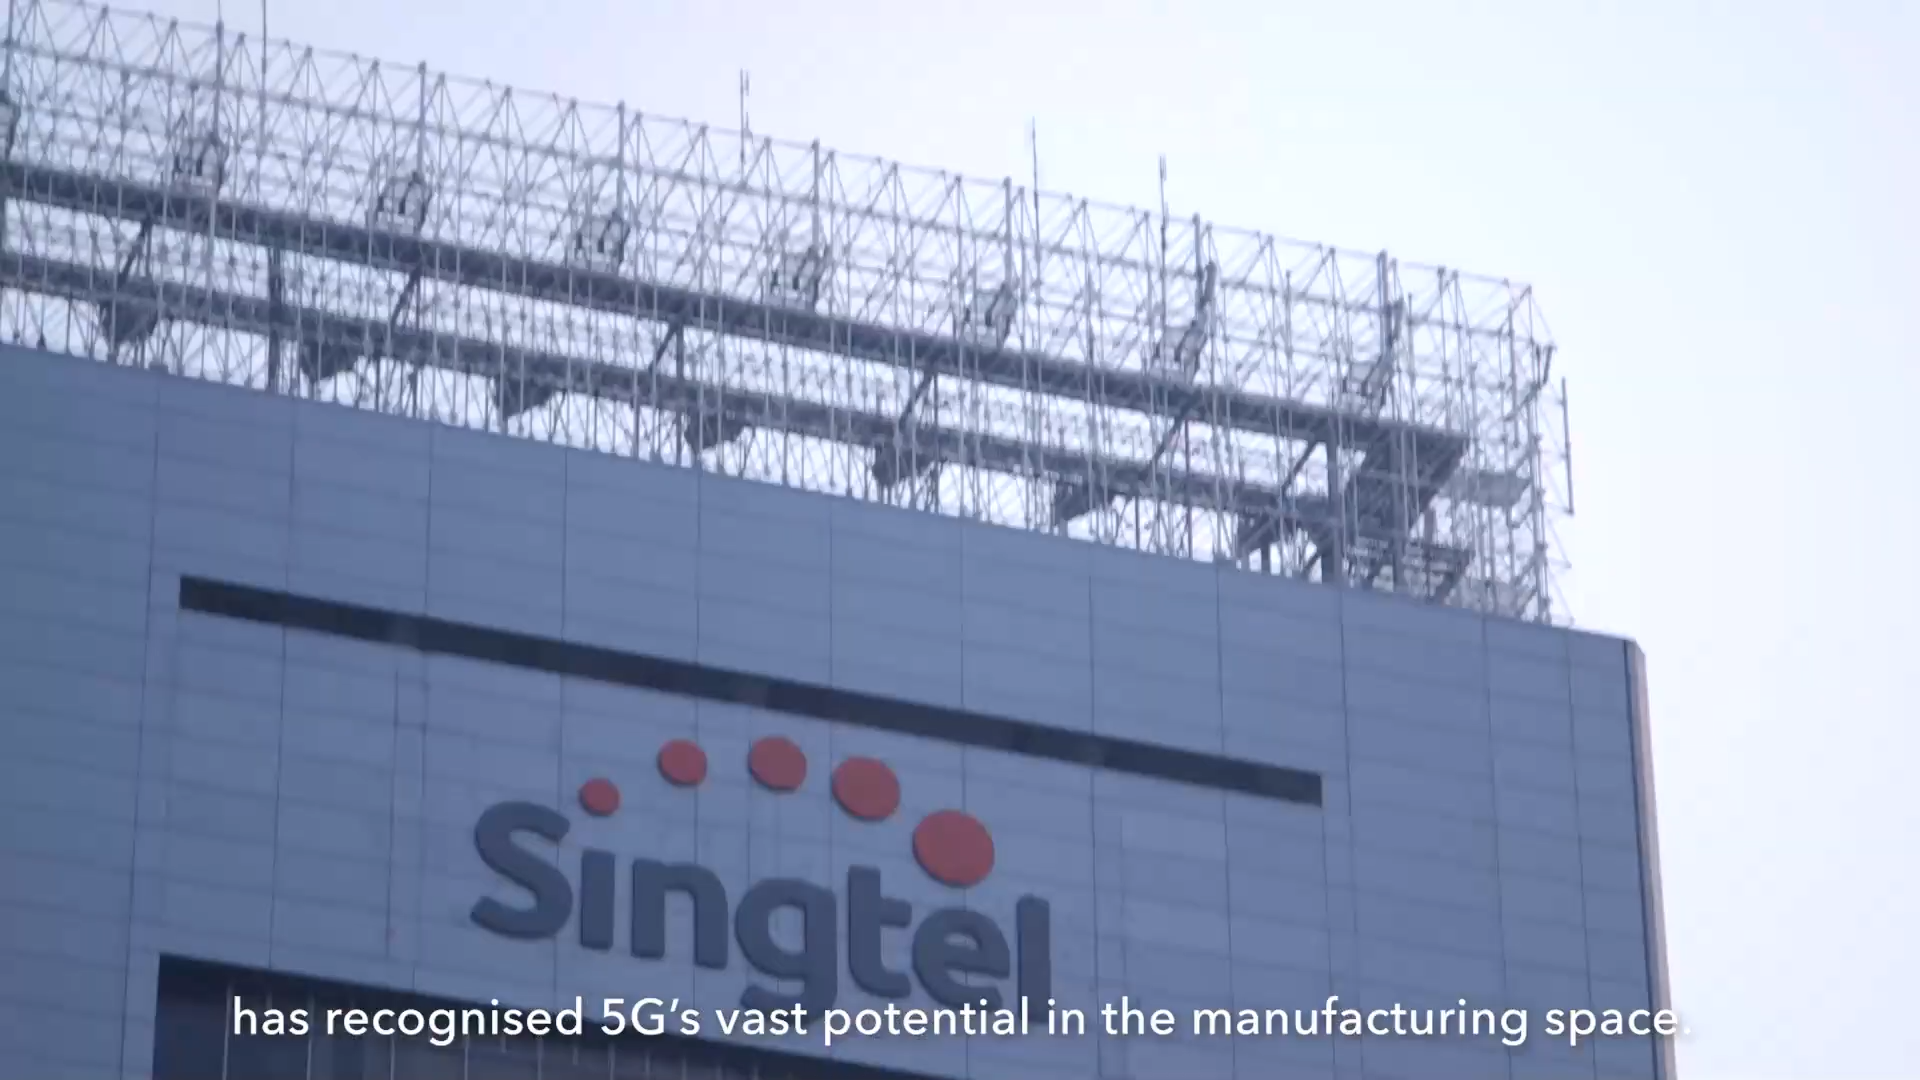 Singtel
has recognised 5G’s vast potential in the manufacturing space.